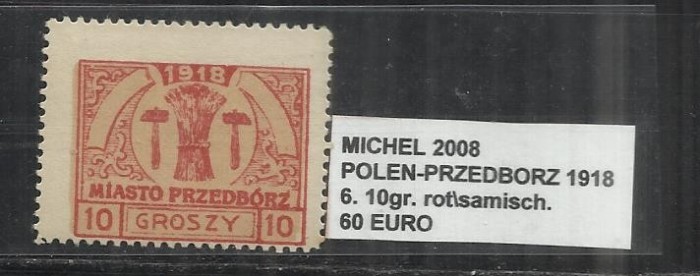 1918
MIASTO PRZEDBÓRZ
10 GROSZY 10
MICHEL 2008
POLEN-PRZEDBORZ 1918
6. 10gr. rot\samisch.
60 EURO